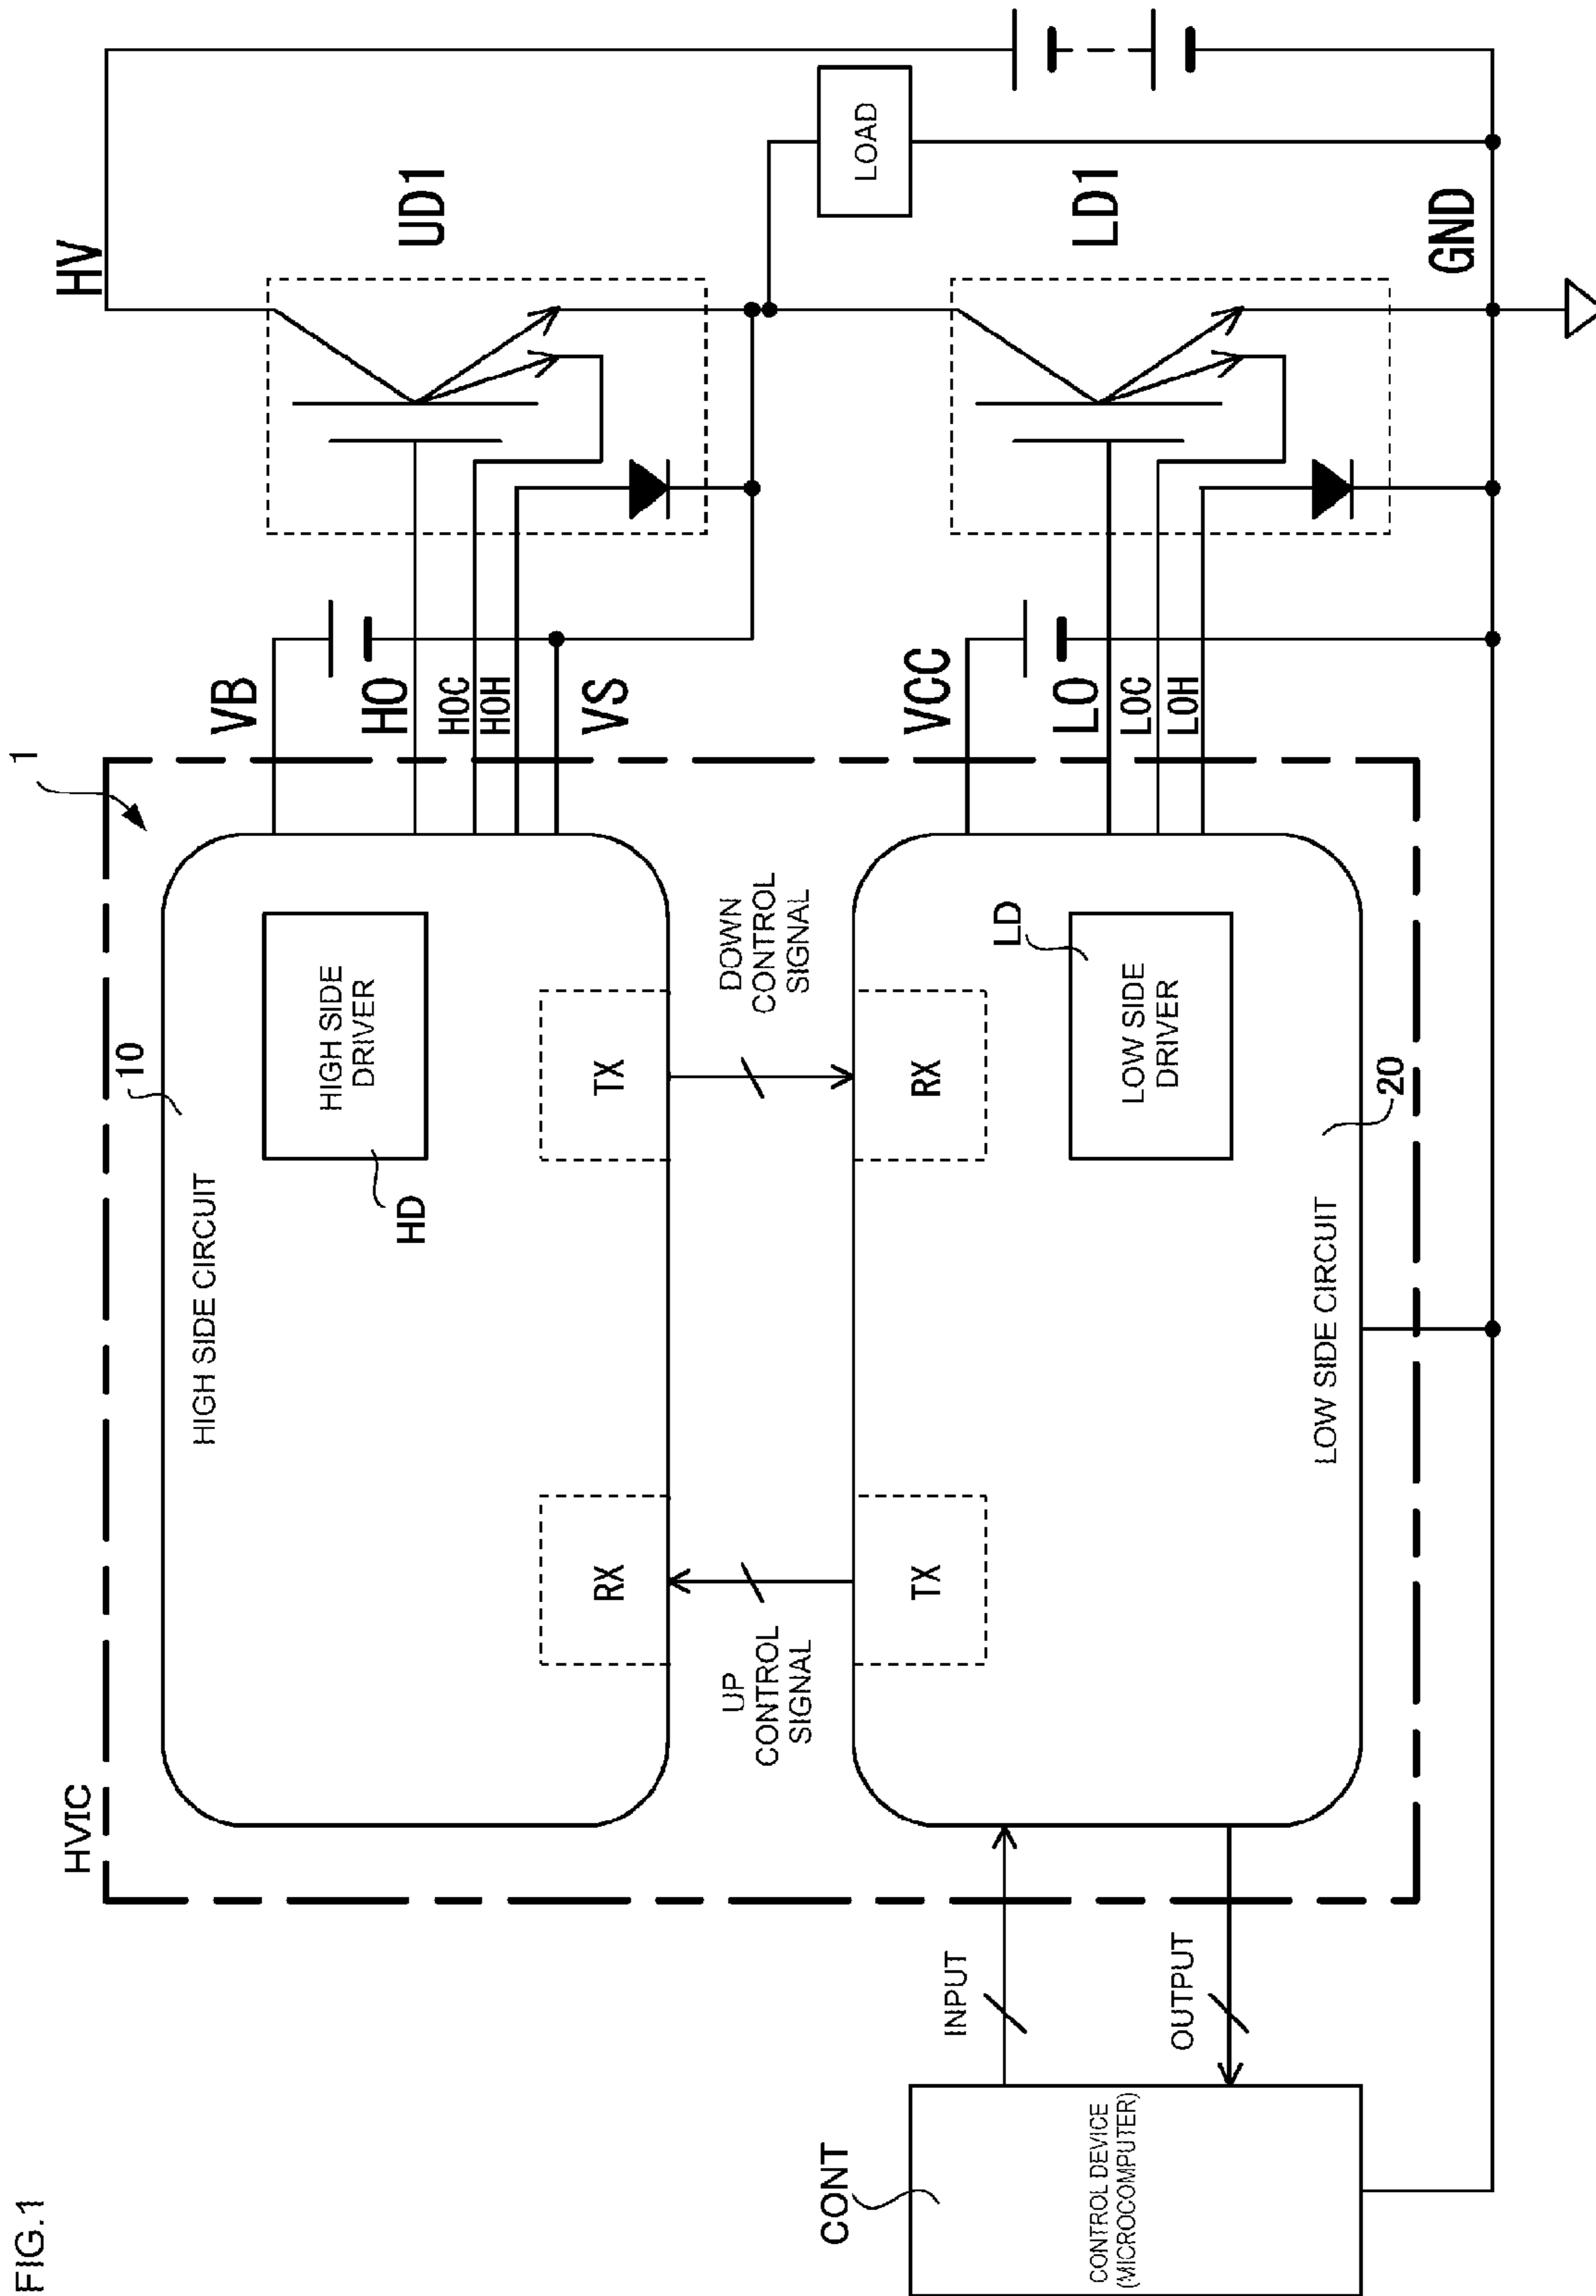 FIG.1
HVIC
1
HIGH SIDE CIRCUIT
10
HIGH SIDE
DRIVER
HD
RX
TX
UP
CONTROL
SIGNAL
DOWN
CONTROL
SIGNAL
TX
RX
LD
LOW SIDE
DRIVER
LOW SIDE CIRCUIT
20
CONT
CONTROL DEVICE
(MICROCOMPUTER)
INPUT
OUTPUT
VB
HO
HOC
HOH
VS
VCC
LO
LOC
LOH
HV
UD1
LOAD
LD1
GND